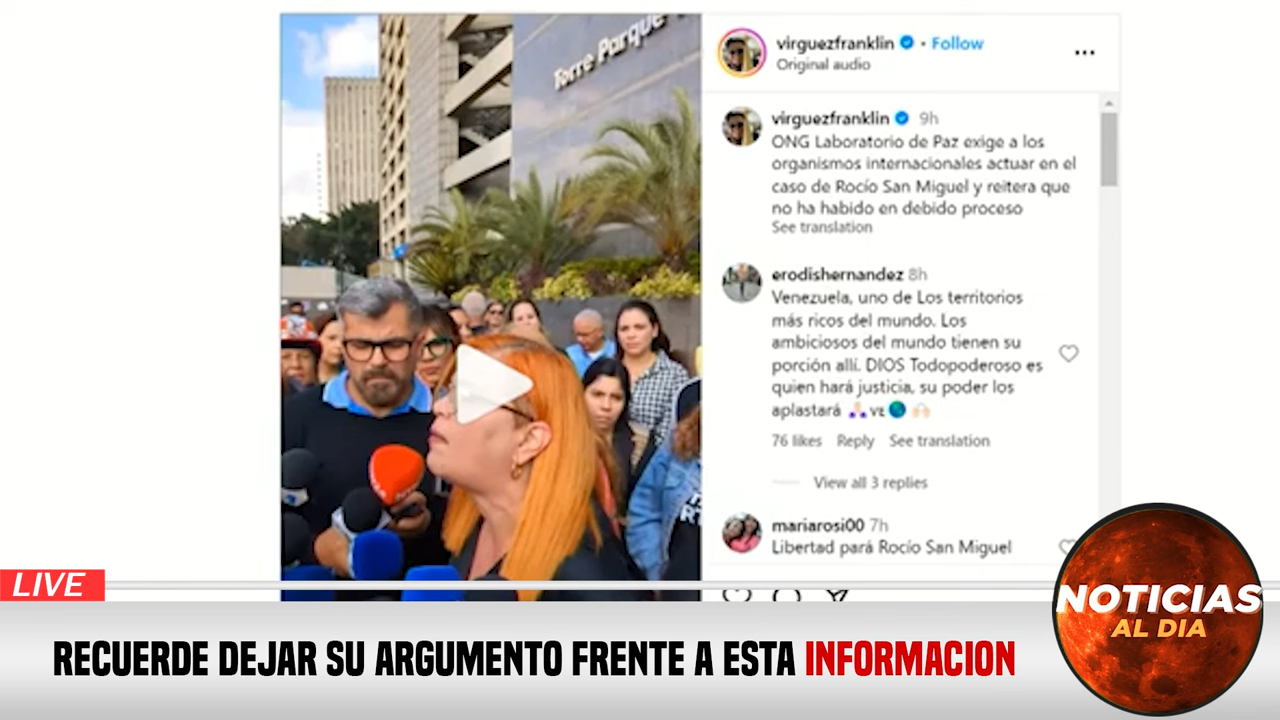 Torre Parque
virguezfranklin • Follow
Original audio
virguezfranklin 9h
ONG Laboratorio de Paz exige a los
organismos internacionales actuar en el
caso de Rocío San Miguel y reitera que
no ha habido en debido proceso
See translation
erodishernandez 8h
Venezuela, uno de Los territorios
más ricos del mundo. Los
ambiciosos del mundo tienen su
porción allí. DIOS Todopoderoso es
quien hará justicia, su poder los
aplastará
76 likes Reply See translation
View all 3 replies
mariarosi00 7h
Libertad pará Rocío San Miguel
LIVE
NOTICIAS
AL DIA
RECUERDE DEJAR SU ARGUMENTO FRENTE A ESTA INFORMACION